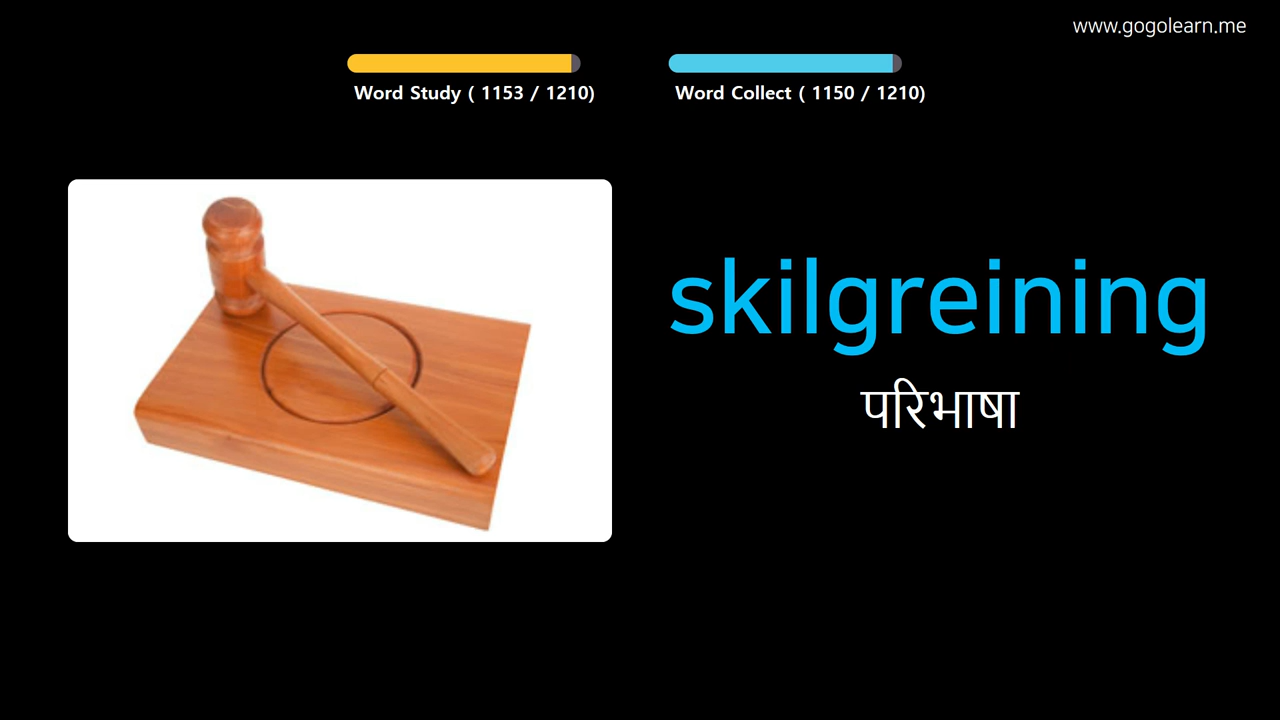 www.gogolearn.me
Word Study ( 1153 / 1210)
Word Collect ( 1150 / 1210)
skilgreining
परिभाषा